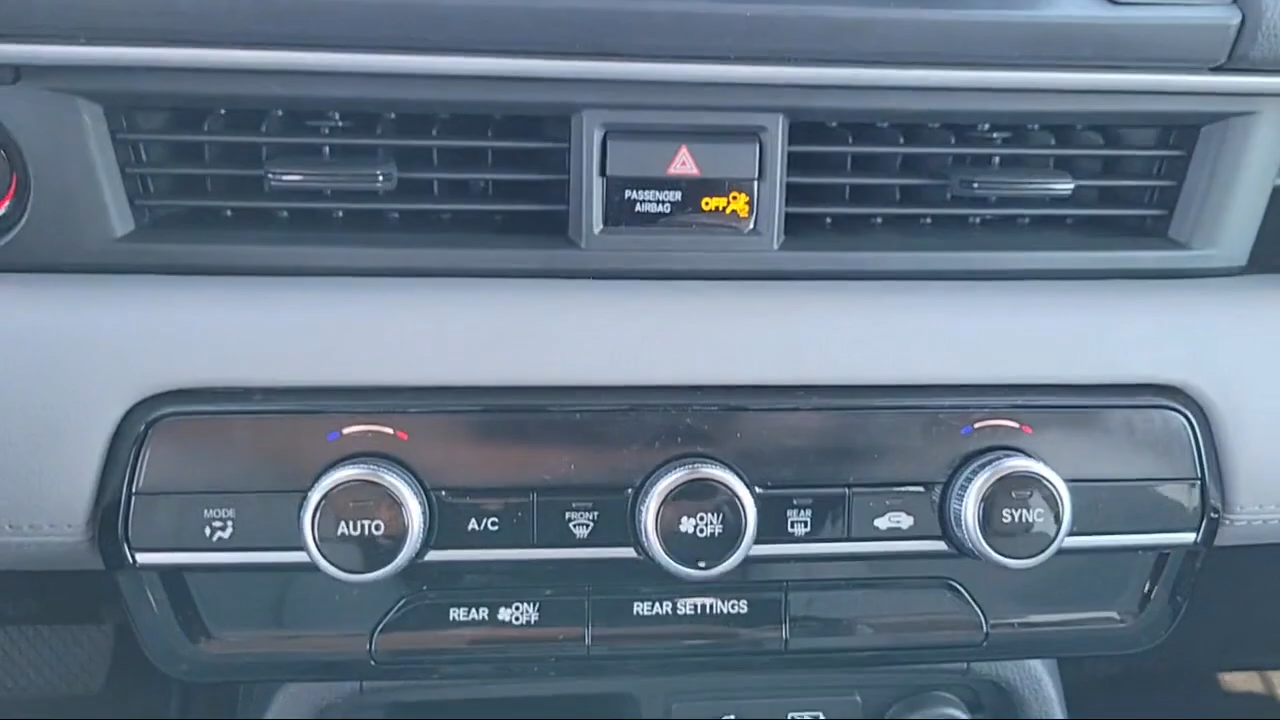 PASSENGER
AIRBAG
OFF
MODE
AUTO
A/C
FRONT
ON/
OFF
REAR
SYNC
REAR ON/
OFF
REAR SETTINGS